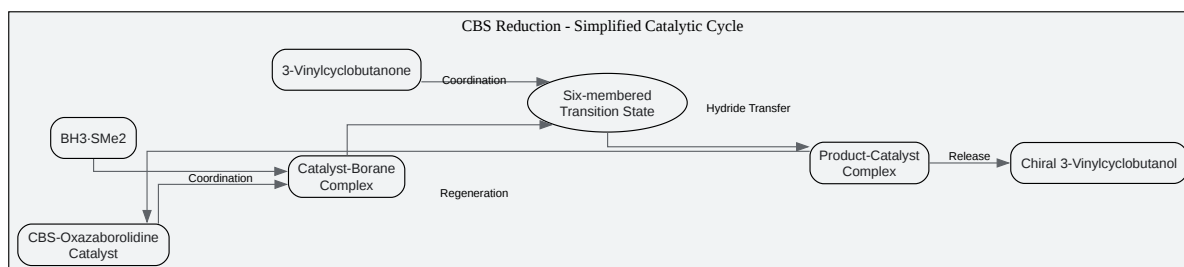 CBS Reduction - Simplified Catalytic Cycle
3-Vinylcyclobutanone
Coordination
Six-membered
Transition State
Hydride Transfer
BH3·SMe2
Catalyst-Borane
Complex
Product-Catalyst
Complex
Release
Chiral 3-Vinylcyclobutanol
Coordination
Regeneration
CBS-Oxazaborolidine
Catalyst